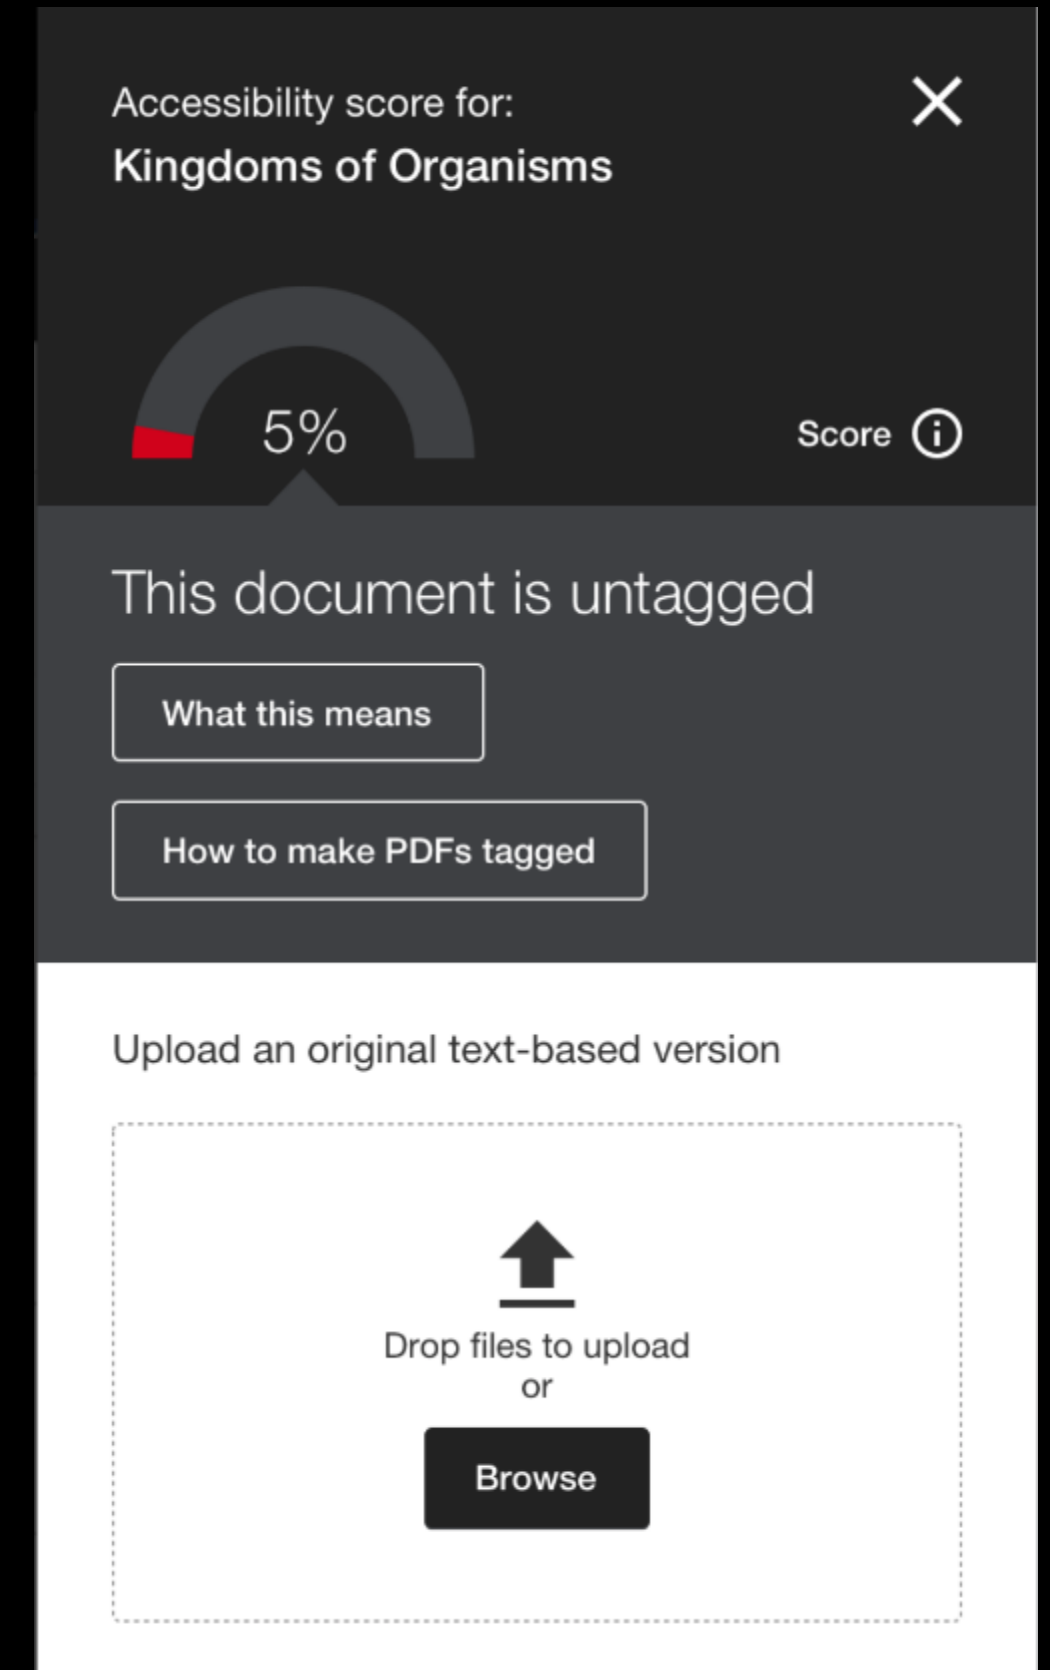 Accessibility score for:
Kingdoms of Organisms
5%
Score
This document is untagged
What this means
How to make PDFs tagged
Upload an original text-based version
Drop files to upload
or
Browse